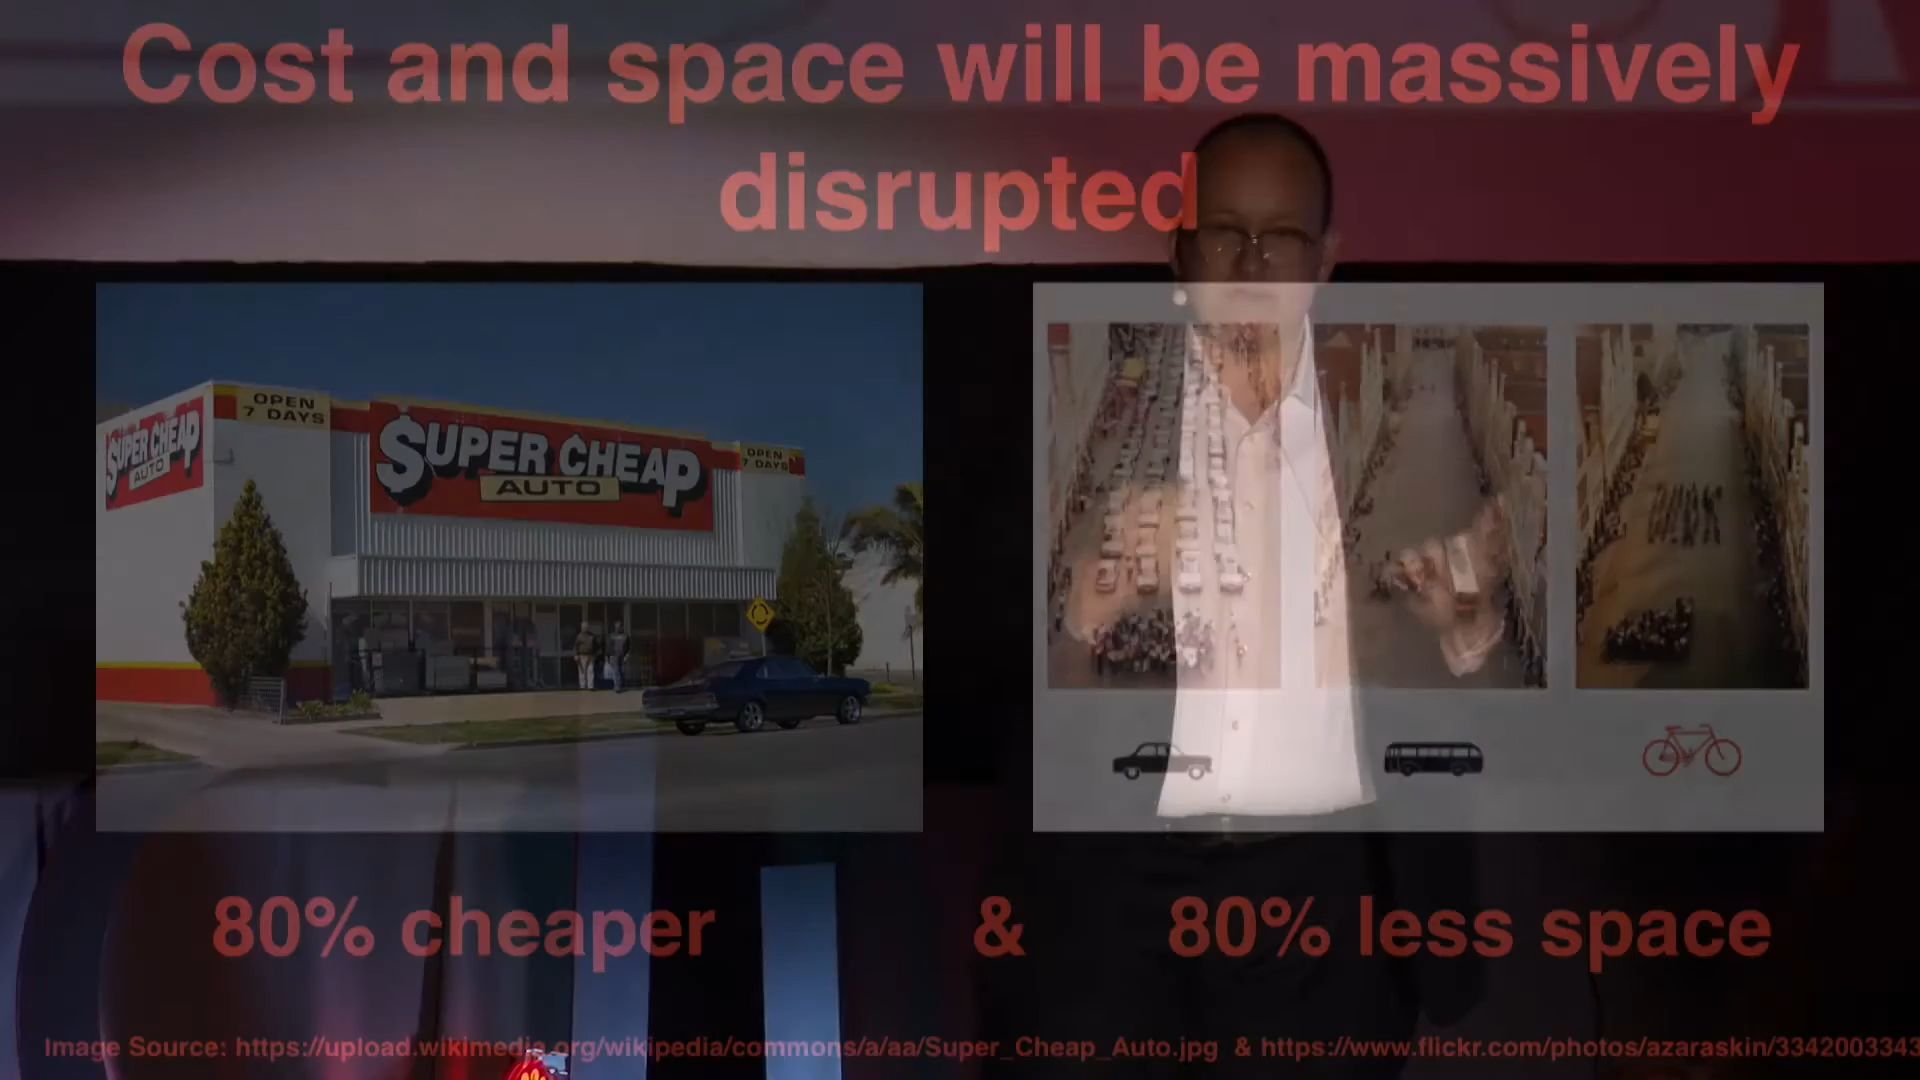 Cost and space will be massively
disrupted
OPEN
7 DAYS
SUPER CHEAP
AUTO
SUPER CHEAP
AUTO
OPEN
7 DAYS
80% cheaper & 80% less space
Image Source: https://upload.wikimedia.org/wikipedia/commons/a/aa/Super_Cheap_Auto.jpg & https://www.flickr.com/photos/azaraskin/3342003343